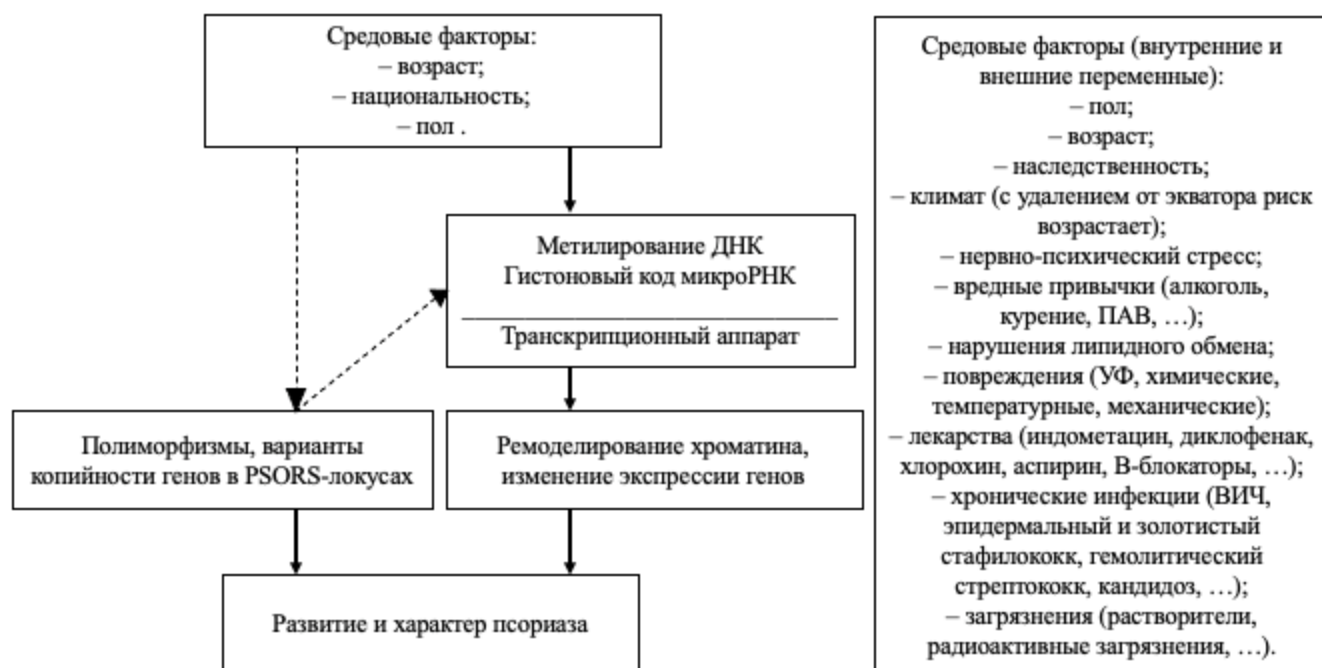 Средовые факторы:
– возраст;
– национальность;
– пол .
Метилирование ДНК
Гистоновый код микроРНК
Транскрипционный аппарат
Полиморфизмы, варианты
копийности генов в PSORS-локусах
Ремоделирование хроматина,
изменение экспрессии генов
Развитие и характер псориаза
Средовые факторы (внутренние и
внешние переменные):
– пол;
– возраст;
– наследственность;
– климат (с удалением от экватора риск
возрастает);
– нервно-психический стресс;
– вредные привычки (алкоголь,
курение, ПАВ, …);
– нарушения липидного обмена;
– повреждения (УФ, химические,
температурные, механические);
– лекарства (индометацин, диклофенак,
хлорохин, аспирин, В-блокаторы, …);
– хронические инфекции (ВИЧ,
эпидермальный и золотистый
стафилококк, гемолитический
стрептококк, кандидоз, …);
– загрязнения (растворители,
радиоактивные загрязнения, …).